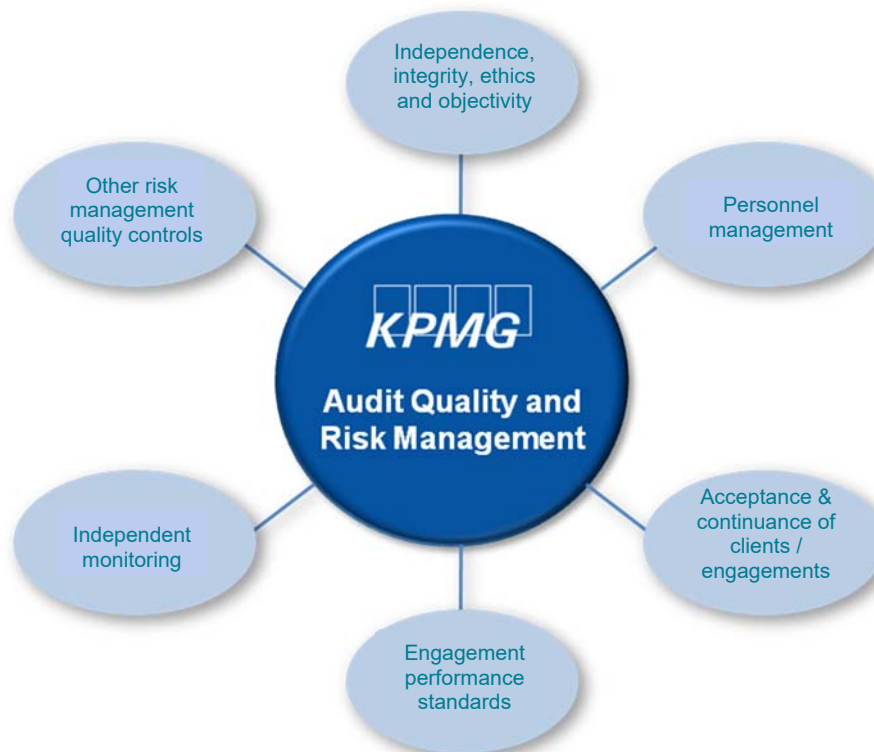 Independence,
integrity, ethics
and objectivity
Other risk
management
quality controls
Personnel
management
KPMG
Audit Quality and
Risk Management
Independent
monitoring
Acceptance &
continuance of
clients /
engagements
Engagement
performance
standards